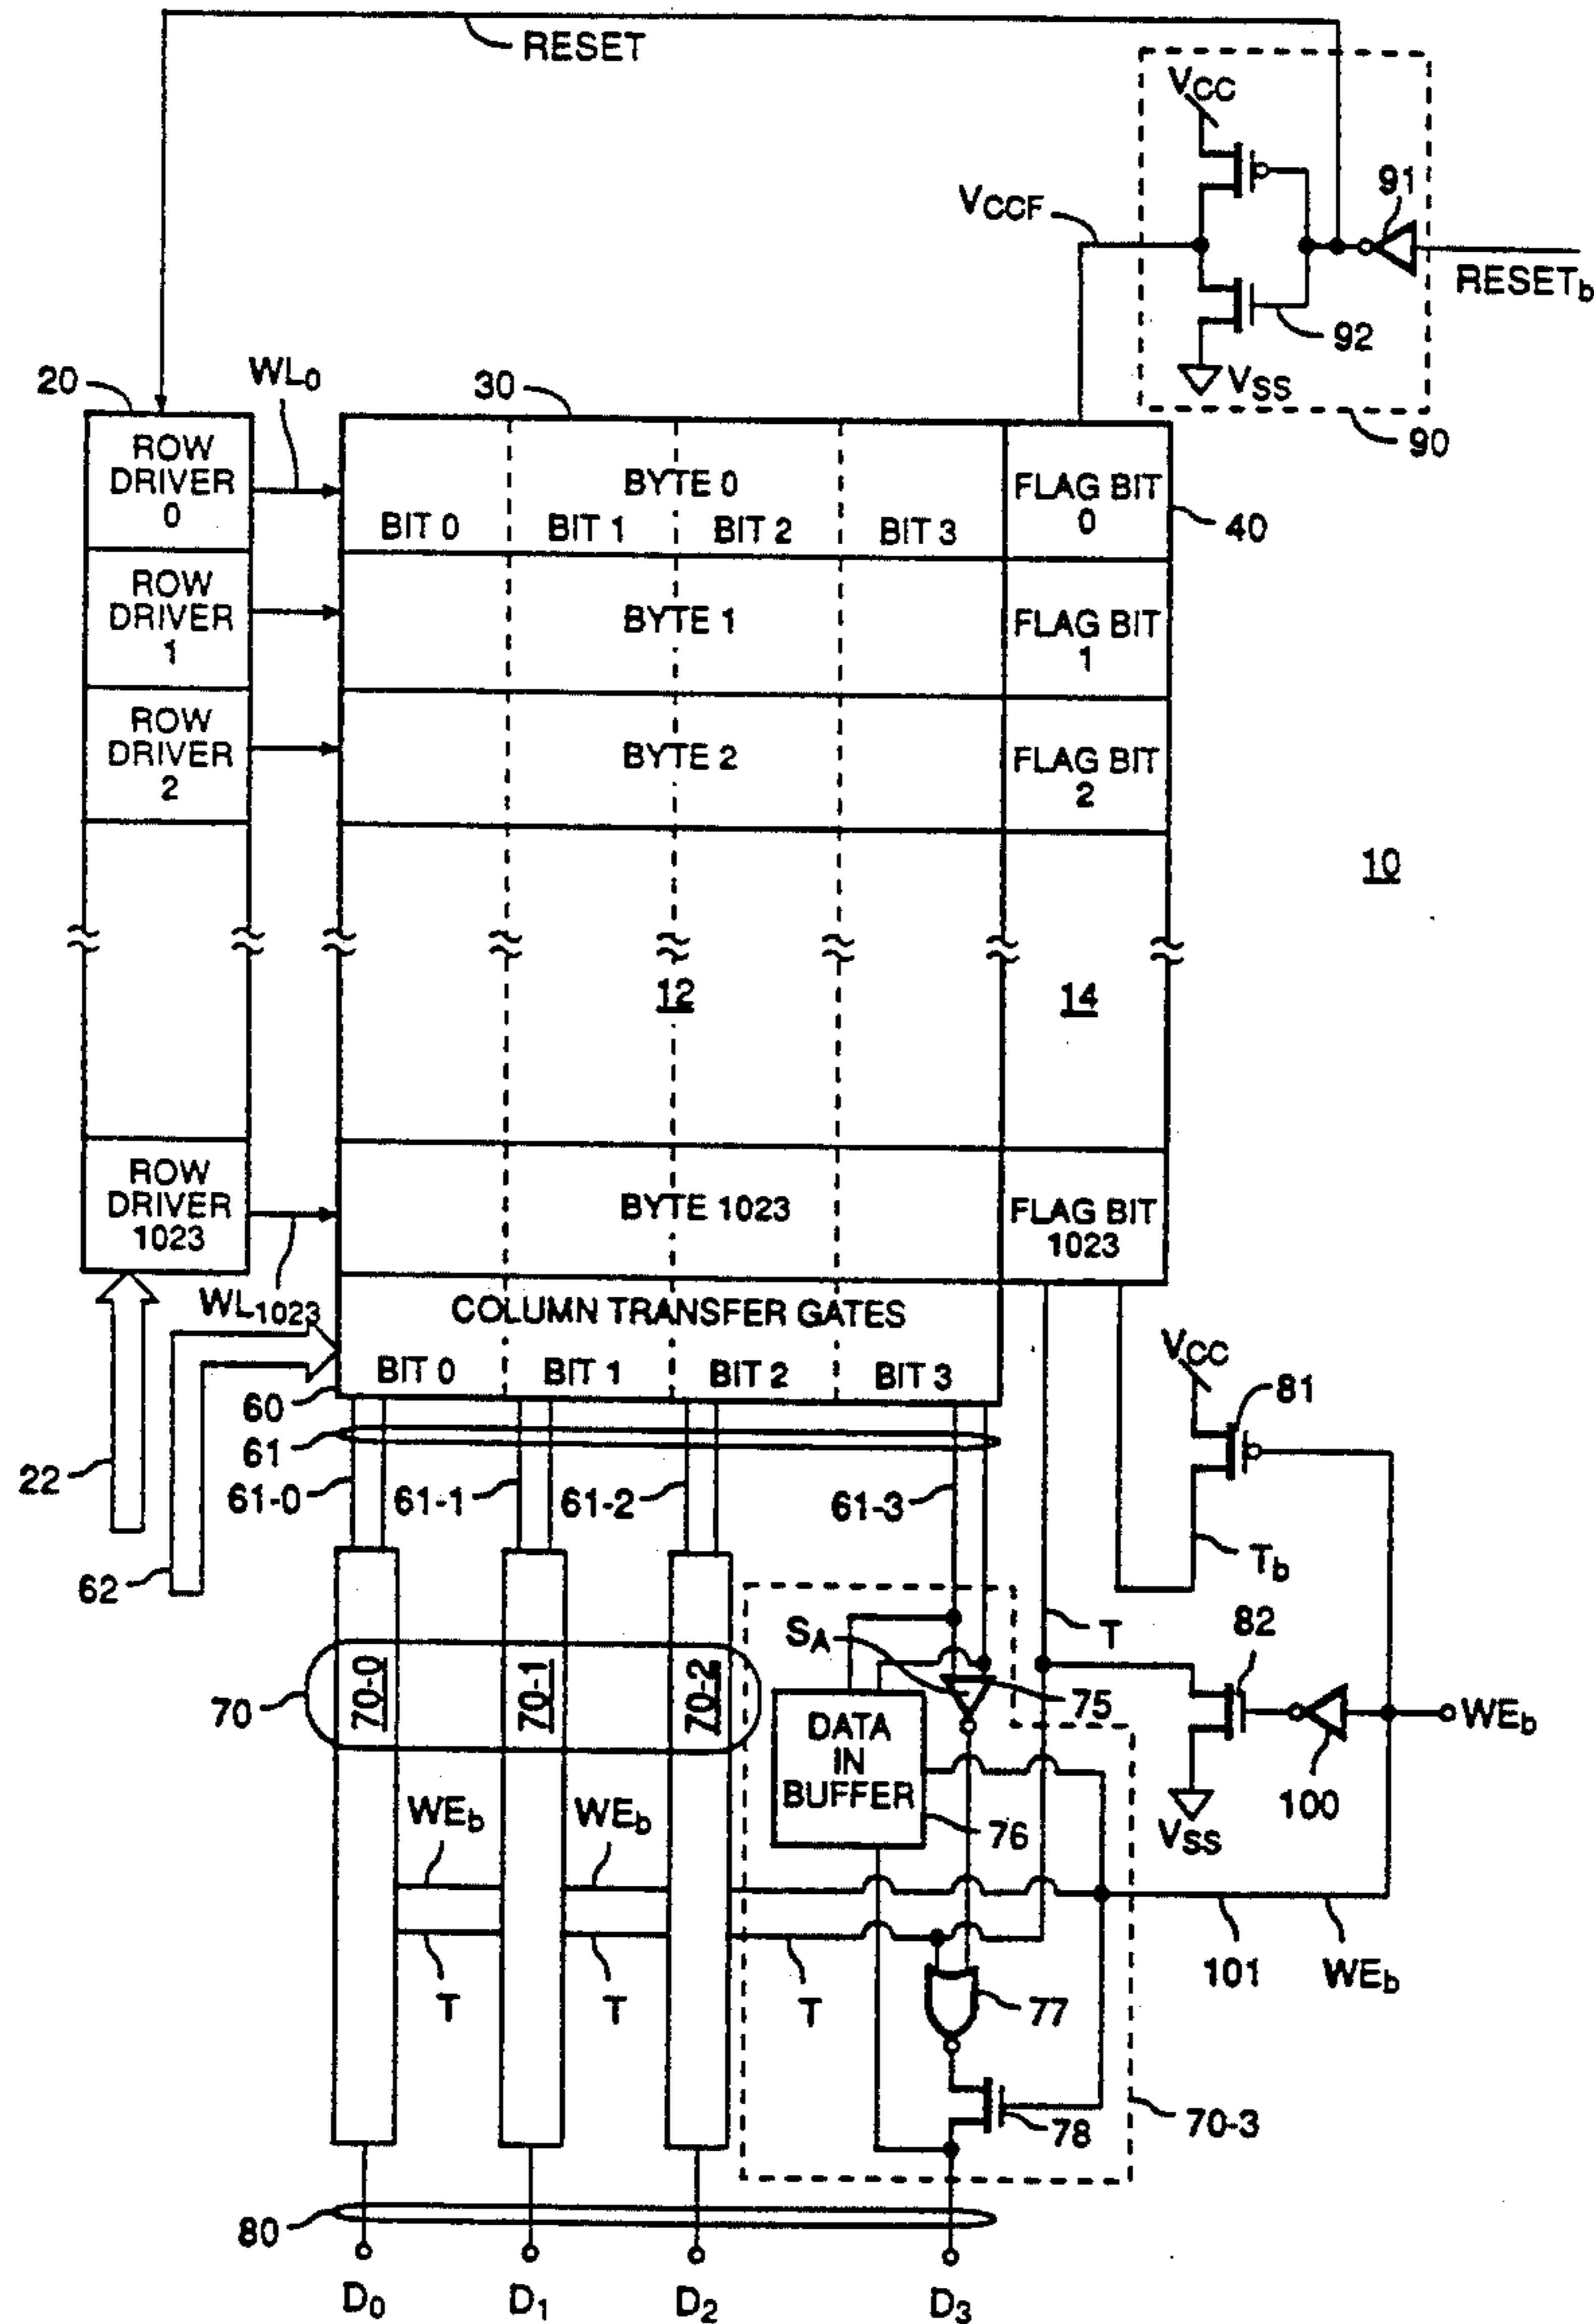 RESET
VCC
VCCF
91
RESETb
92
VSS
90
20
WL0
30
ROW
DRIVER
0
BYTE 0
BIT 0
BIT 1
BIT 2
BIT 3
FLAG BIT
0
40
ROW
DRIVER
1
BYTE 1
FLAG BIT
1
ROW
DRIVER
2
BYTE 2
FLAG BIT
2
10
12
14
ROW
DRIVER
1023
BYTE 1023
FLAG BIT
1023
WL1023
COLUMN TRANSFER GATES
BIT 0
BIT 1
BIT 2
BIT 3
60
VCC
81
61
22
61-0
61-1
61-2
61-3
62
Tb
T
82
SA
70
70-0
70-1
70-2
75
DATA
IN
BUFFER
WEb
100
VSS
76
WEb
WEb
101
WEb
T
T
T
77
78
70-3
80
D0
D1
D2
D3